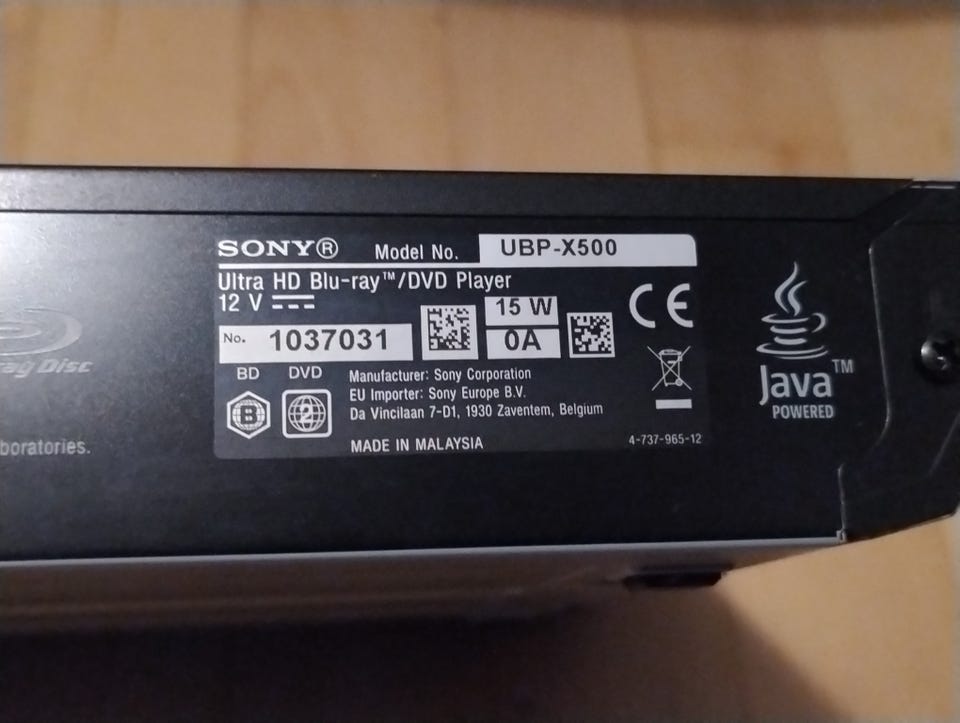 SONY® Model No. UBP-X500
Ultra HD Blu-ray™/DVD Player
12 V
15 W
No. 1037031
0A
BD DVD
B 2
Manufacturer: Sony Corporation
EU Importer: Sony Europe B.V.
Da Vincilaan 7-D1, 1930 Zaventem, Belgium
MADE IN MALAYSIA
4-737-965-12
CE
Java™
POWERED
ray Disc
boratories.